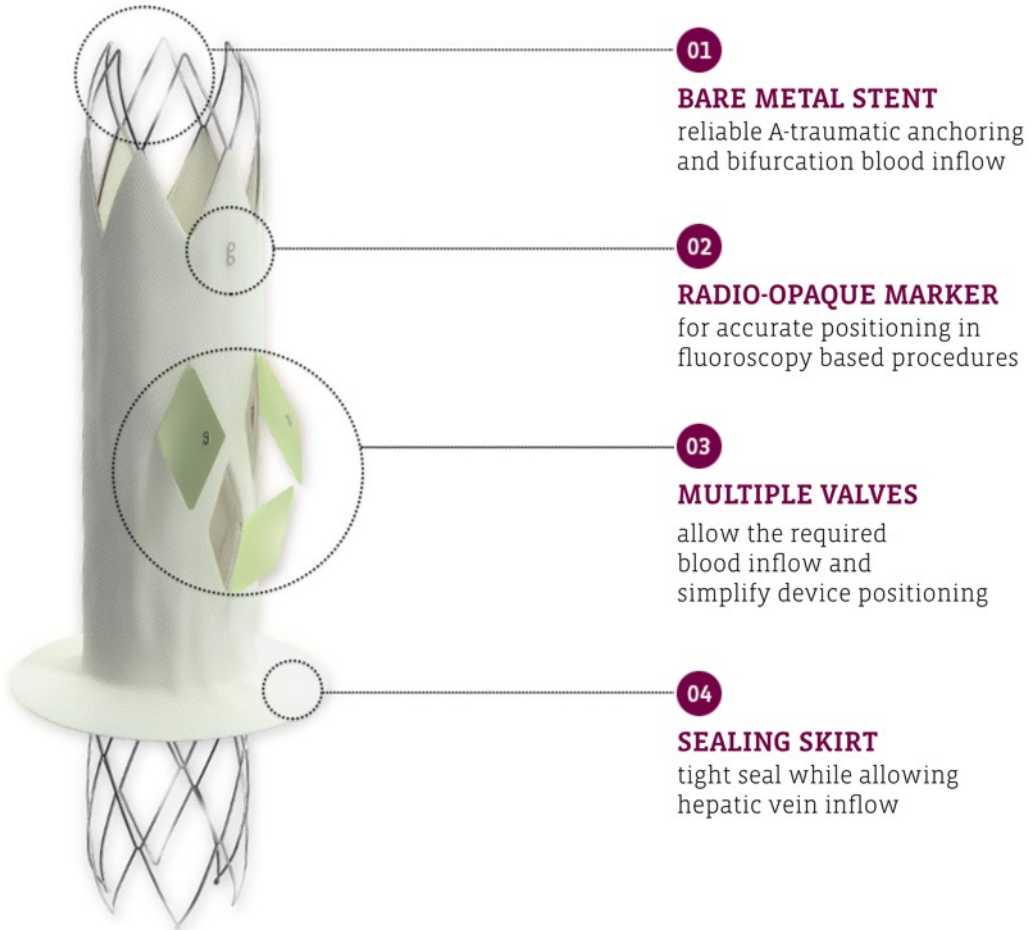 01
BARE METAL STENT
reliable A-traumatic anchoring
and bifurcation blood inflow
02
RADIO-OPAQUE MARKER
for accurate positioning in
fluoroscopy based procedures
03
MULTIPLE VALVES
allow the required
blood inflow and
simplify device positioning
04
SEALING SKIRT
tight seal while allowing
hepatic vein inflow